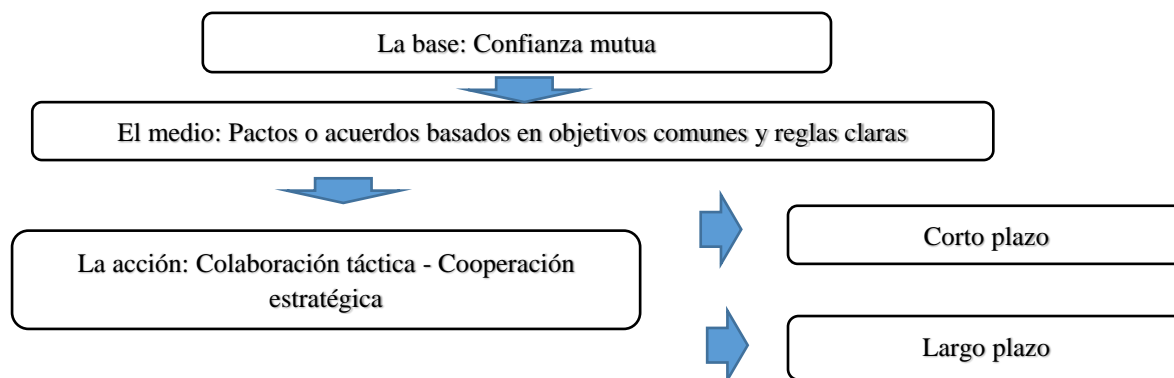 La base: Confianza mutua
El medio: Pactos o acuerdos basados en objetivos comunes y reglas claras
La acción: Colaboración táctica - Cooperación
estratégica
Corto plazo
Largo plazo